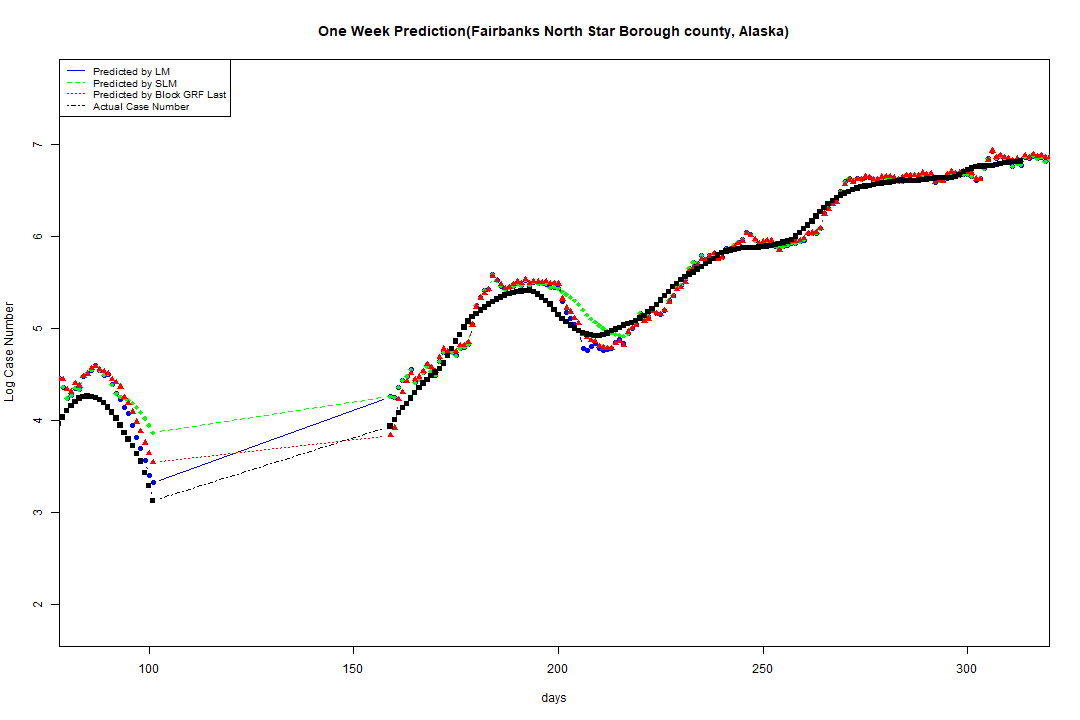 One Week Prediction(Fairbanks North Star Borough county, Alaska)
Predicted by LM
Predicted by SLM
Predicted by Block GRF Last
Actual Case Number
7
6
5
4
3
2
Log Case Number
100 150 200 250 300
days